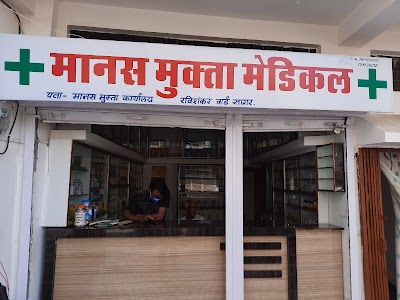 मानस मुक्ता मेडिकल
पता- मानस मुक्ता कार्यालय रविशंकर वार्ड सागर.